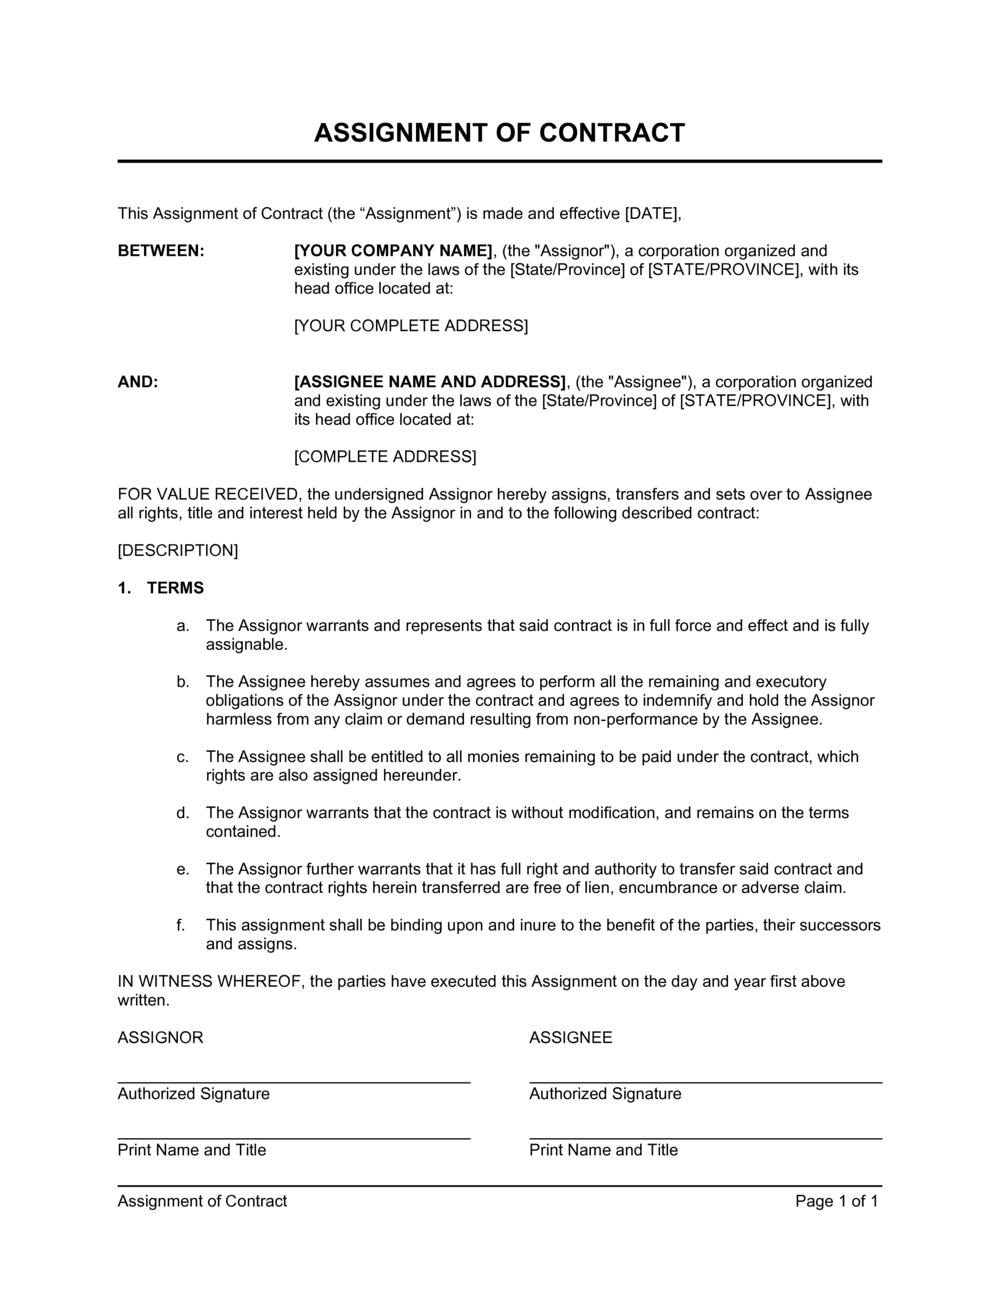 ASSIGNMENT OF CONTRACT
This Assignment of Contract (the “Assignment”) is made and effective [DATE],
BETWEEN: [YOUR COMPANY NAME], (the "Assignor"), a corporation organized and
existing under the laws of the [State/Province] of [STATE/PROVINCE], with its
head office located at:
[YOUR COMPLETE ADDRESS]
AND: [ASSIGNEE NAME AND ADDRESS], (the "Assignee"), a corporation organized
and existing under the laws of the [State/Province] of [STATE/PROVINCE], with
its head office located at:
[COMPLETE ADDRESS]
FOR VALUE RECEIVED, the undersigned Assignor hereby assigns, transfers and sets over to Assignee
all rights, title and interest held by the Assignor in and to the following described contract:
[DESCRIPTION]
1. TERMS
a. The Assignor warrants and represents that said contract is in full force and effect and is fully
assignable.
b. The Assignee hereby assumes and agrees to perform all the remaining and executory
obligations of the Assignor under the contract and agrees to indemnify and hold the Assignor
harmless from any claim or demand resulting from non-performance by the Assignee.
c. The Assignee shall be entitled to all monies remaining to be paid under the contract, which
rights are also assigned hereunder.
d. The Assignor warrants that the contract is without modification, and remains on the terms
contained.
e. The Assignor further warrants that it has full right and authority to transfer said contract and
that the contract rights herein transferred are free of lien, encumbrance or adverse claim.
f. This assignment shall be binding upon and inure to the benefit of the parties, their successors
and assigns.
IN WITNESS WHEREOF, the parties have executed this Assignment on the day and year first above
written.
ASSIGNOR ASSIGNEE
Authorized Signature Authorized Signature
Print Name and Title Print Name and Title
Assignment of Contract Page 1 of 1